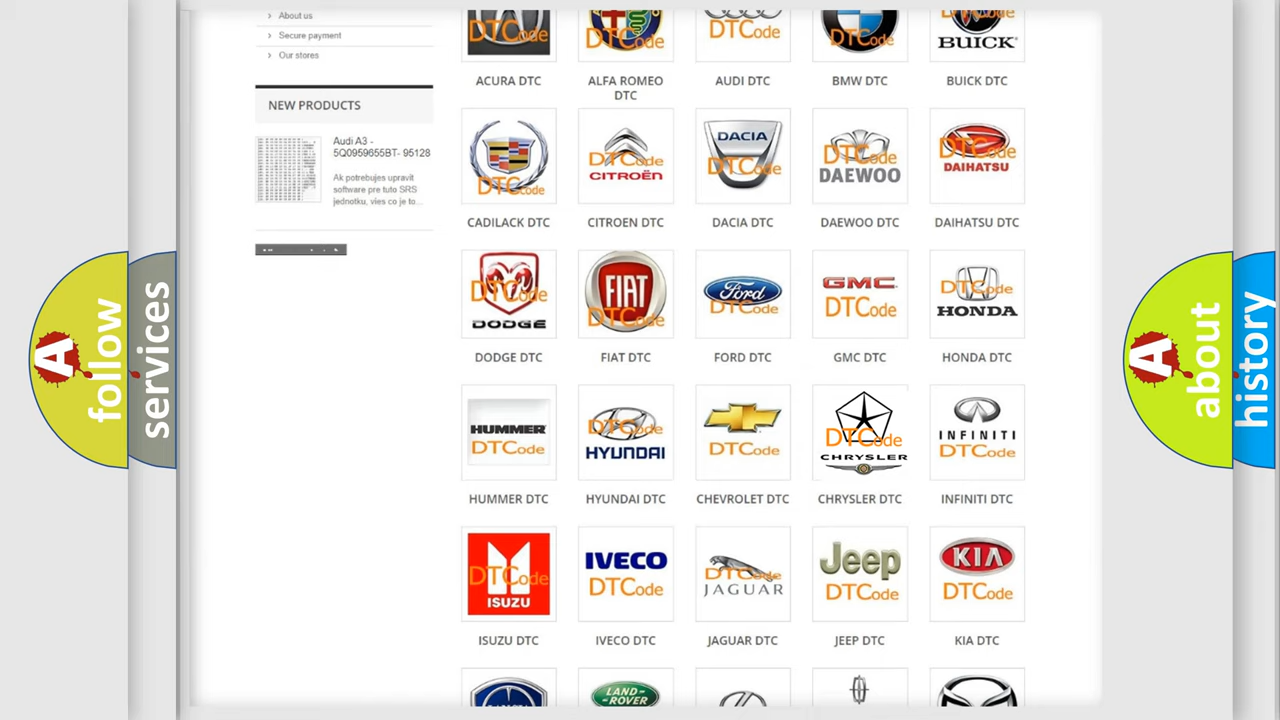 About us
Secure payment
Our stores
NEW PRODUCTS
Audi A3 -
5Q0959655BT- 95128
Ak potrebujes upravit
software pre tuto SRS
jednotku, vies co je to...
DTCode
DTCode
DTCode
DTCode
BUICK
ACURA DTC
ALFA ROMEO
DTC
AUDI DTC
BMW DTC
BUICK DTC
DTCode
DTCode
CITROËN
DACIA
DTCode
DTCode
DAEWOO
DTCode
DAIHATSU
CADILACK DTC
CITROEN DTC
DACIA DTC
DAEWOO DTC
DAIHATSU DTC
DTCode
DODGE
FIAT
DTCode
Ford
DTCode
GMC
DTCode
DTCode
HONDA
DODGE DTC
FIAT DTC
FORD DTC
GMC DTC
HONDA DTC
HUMMER
DTCode
DTCode
HYUNDAI
DTCode
DTCode
CHRYSLER
INFINITI
DTCode
HUMMER DTC
HYUNDAI DTC
CHEVROLET DTC
CHRYSLER DTC
INFINITI DTC
DTCode
ISUZU
IVECO
DTCode
DTCode
JAGUAR
Jeep
DTCode
KIA
DTCode
ISUZU DTC
IVECO DTC
JAGUAR DTC
JEEP DTC
KIA DTC
LAND-
ROVER
A
follow
services
A
about
history